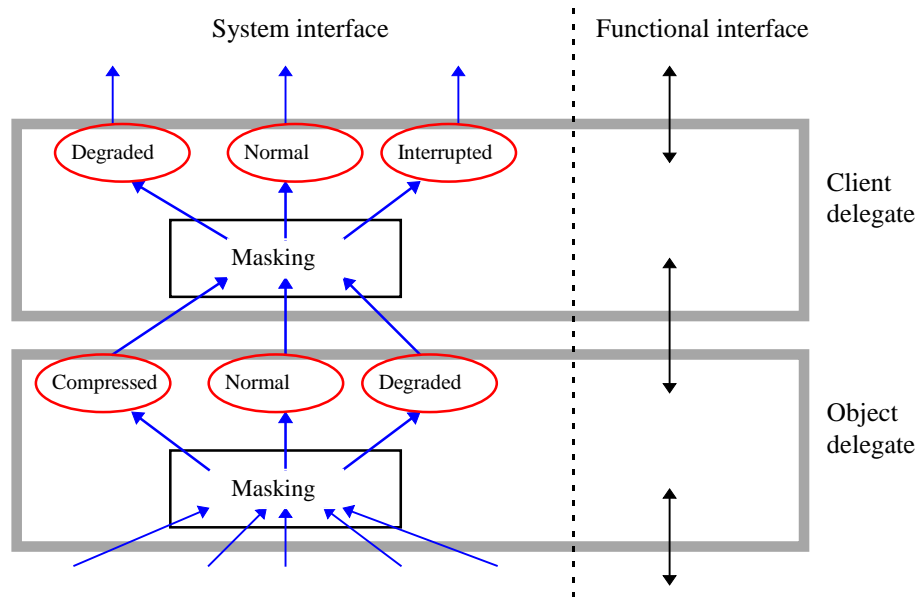 System interface
Functional interface
Degraded
Normal
Interrupted
Client
delegate
Masking
Compressed
Normal
Degraded
Object
delegate
Masking